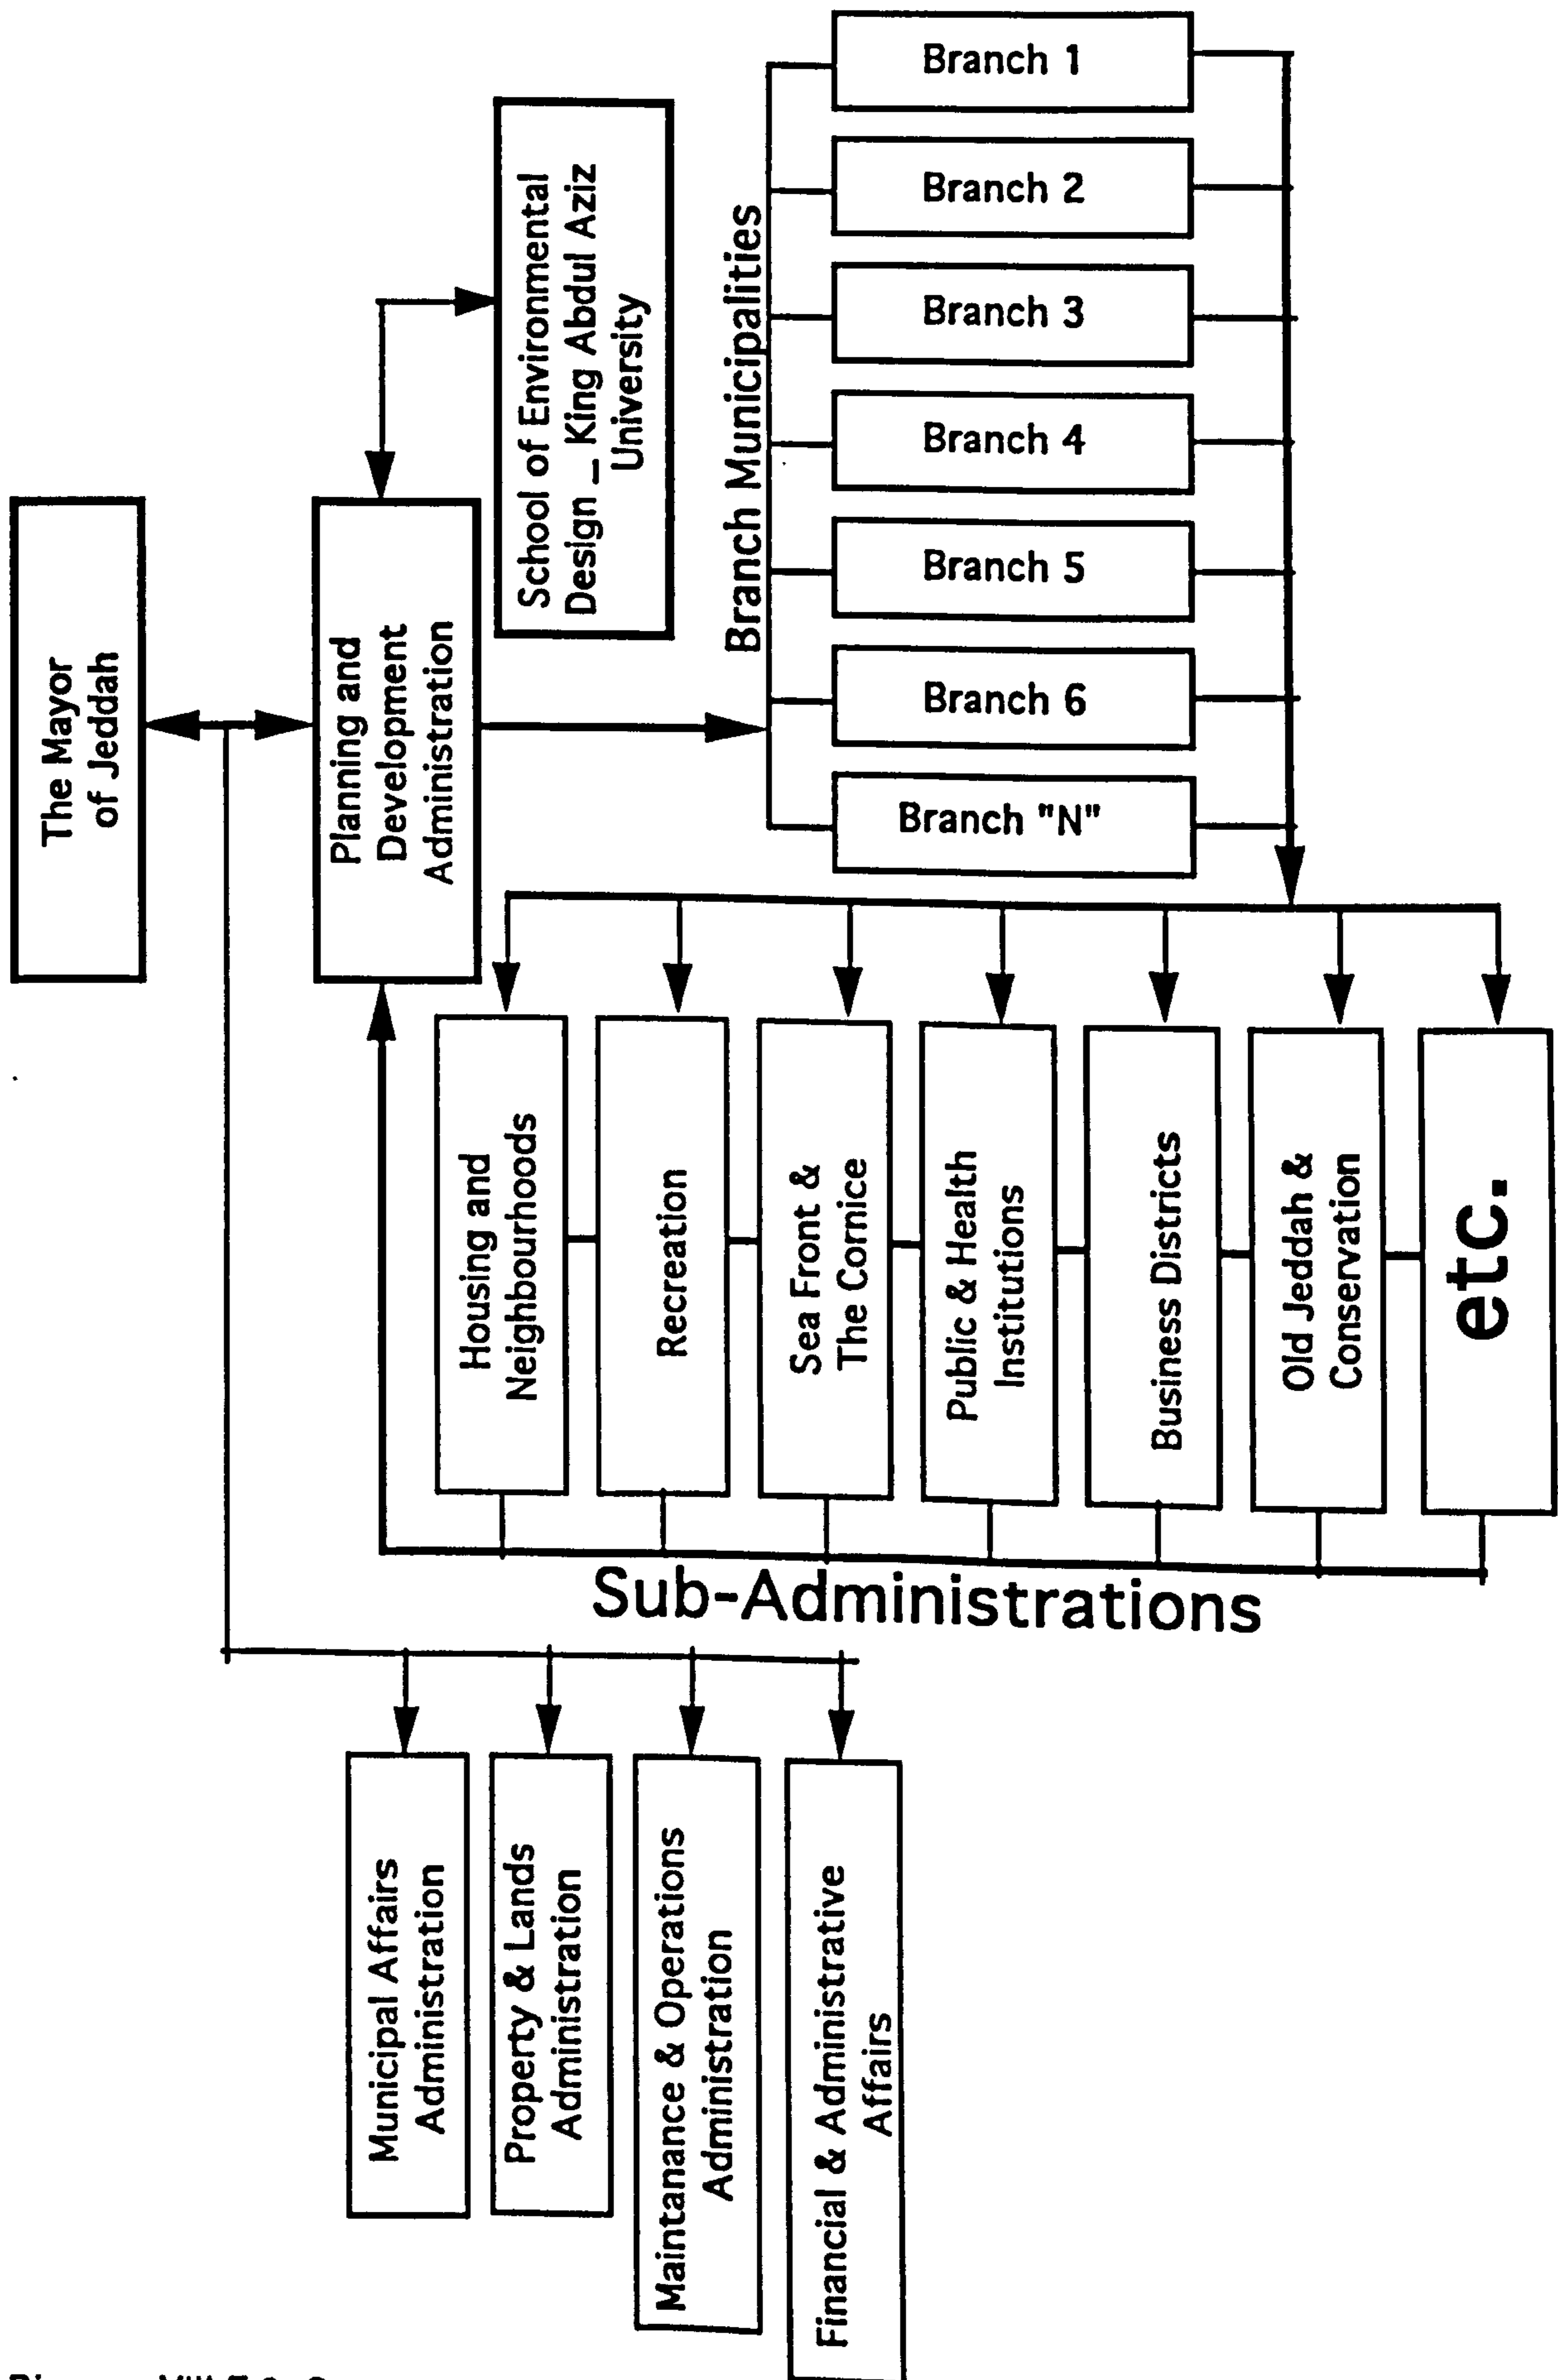 The Mayor
of Jeddah
Planning and
Development
Administration
School of Environmental
Design _ King Abdul Aziz
University
Branch Municipalities
Branch 1
Branch 2
Branch 3
Branch 4
Branch 5
Branch 6
Branch "N"
Housing and
Neighbourhoods
Recreation
Sea Front &
The Cornice
Public & Health
Institutions
Business Districts
Old Jeddah &
Conservation
etc.
Sub-Administrations
Municipal Affairs
Administration
Property & Lands
Administration
Maintanance & Operations
Administration
Financial & Administrative
Affairs